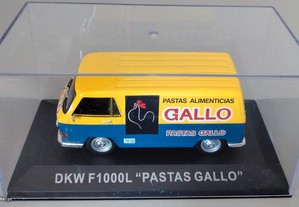 PASTAS ALIMENTICIAS
GALLO
PASTAS GALLO
DKW F1000L “PASTAS GALLO”